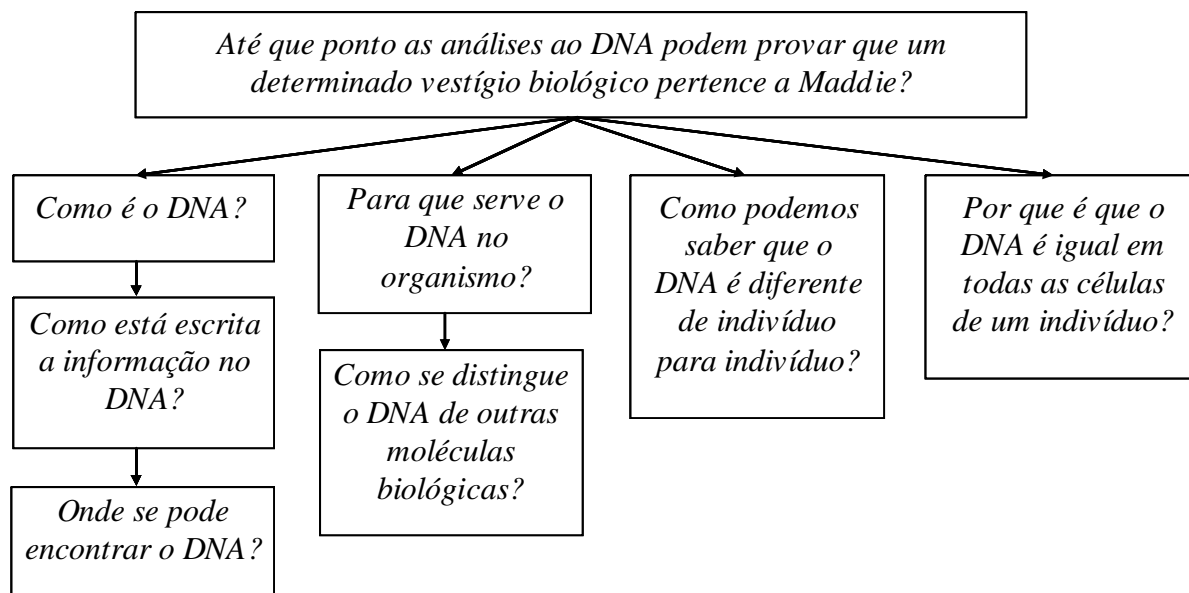 Até que ponto as análises ao DNA podem provar que um
determinado vestígio biológico pertence a Maddie?
Como é o DNA?
Como está escrita
a informação no
DNA?
Onde se pode
encontrar o DNA?
Para que serve o
DNA no
organismo?
Como se distingue
o DNA de outras
moléculas
biológicas?
Como podemos
saber que o
DNA é diferente
de indivíduo
para indivíduo?
Por que é que o
DNA é igual em
todas as células
de um indivíduo?